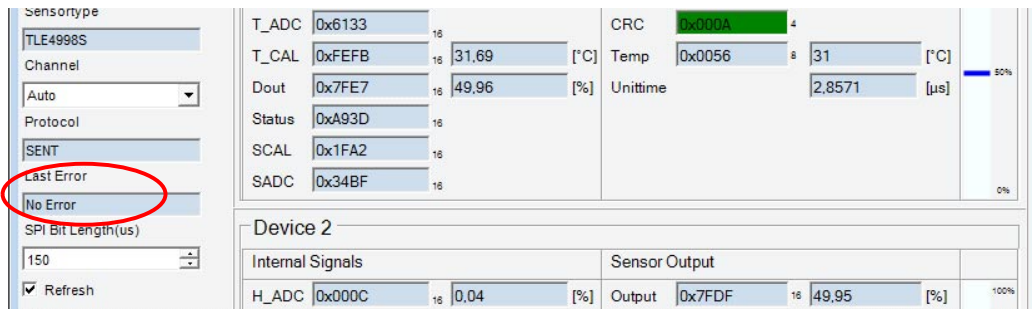 Sensortype
TLE4998S
Channel
Auto
Protocol
SENT
Last Error
No Error
SPI Bit Length(us)
150
Refresh
T_ADC 0x6133 16
T_CAL 0xFEFB 16 31,69 [°C]
Dout 0x7FE7 16 49,96 [%]
Status 0xA93D 16
SCAL 0x1FA2 16
SADC 0x34BF 16
CRC 0x000A 4
Temp 0x0056 8 31 [°C]
Unittime 2,8571 [µs]
50%
0%
Device 2
Internal Signals
H_ADC 0x000C 16 0,04 [%]
Sensor Output
Output 0x7FDF 16 49,95 [%]
100%